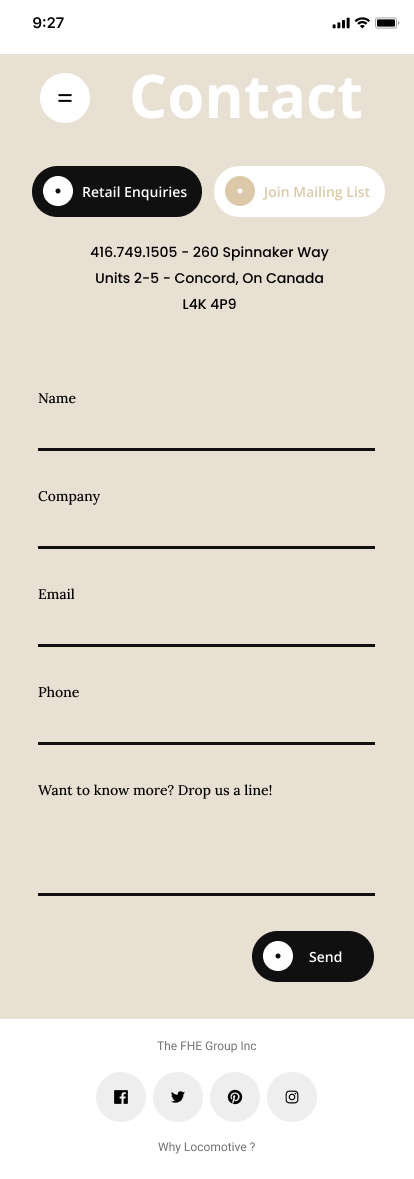 9:27
Contact
Retail Enquiries
Join Mailing List
416.749.1505 - 260 Spinnaker Way
Units 2-5 - Concord, On Canada
L4K 4P9
Name
Company
Email
Phone
Want to know more? Drop us a line!
Send
The FHE Group Inc
Why Locomotive ?